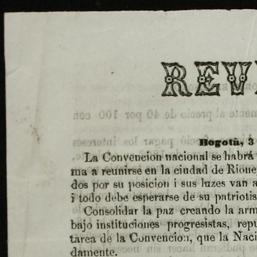 REV
Bogotá, 3
La Convencion nacional se habrá
ma a reunirse en la ciudad de Rione
dos por su posicion i sus luzes van a
i todo debe esperarse de su patriotis
Consolidar la paz creando la arm
bajo instituciones progresistas, repu
tarea de la Convencion, que la Naci
damente.